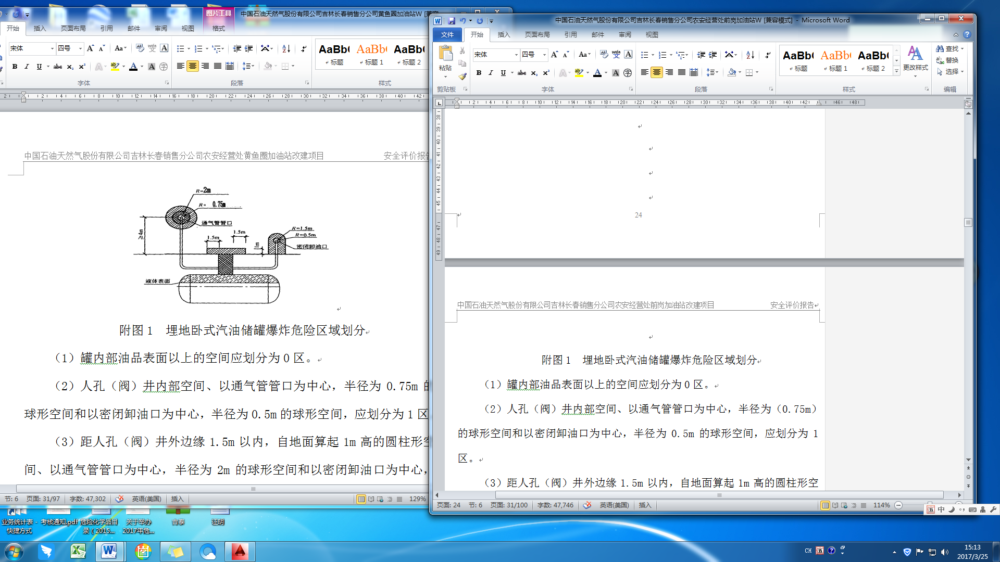 图片工具
中国石油天然气股份有限公司吉林长春销售分公司黄鱼圈加油站W [兼容
开始 插入 页面布局 引用 邮件 审阅 视图 格式
宋体 四号
AaBb( AaBb( AaBb(
标题 标题 1 标题 2
字体 段落 样式
中国石油天然气股份有限公司吉林长春销售分公司农安经营处黄鱼圈加油站改建项目 安全评价报告
R=2m
R= 0.75m
通气管管口
≥4m
1.5m
1.5m
1m
R=1.5m
R=0.5m
密闭卸油口
液体表面
附图1 埋地卧式汽油储罐爆炸危险区域划分
（1）罐内部油品表面以上的空间应划分为0区。
（2）人孔（阀）井内部空间、以通气管管口为中心，半径为 0.75m 的
球形空间和以密闭卸油口为中心，半径为0.5m的球形空间，应划分为1区
（3）距人孔（阀）井外边缘 1.5m 以内，自地面算起 1m 高的圆柱形空
间、以通气管管口为中心，半径为 2m 的球形空间和以密闭卸油口为中心，
节: 6 页面: 31/97 字数: 47,302 英语(美国) 插入 129%
中国石油天然气股份有限公司吉林长春销售分公司农安经营处前岗加油站W [兼容模式] - Microsoft Word
文件 开始 插入 页面布局 引用 邮件 审阅 视图
粘贴
宋体 四号
AaBb( AaBb( AaBb(
标题 标题 1 标题 2
更改样式
查找
替换
选择
剪贴板 字体 段落 样式 编辑
24
中国石油天然气股份有限公司吉林长春销售分公司农安经营处前岗加油站改建项目 安全评价报告
附图1 埋地卧式汽油储罐爆炸危险区域划分
（1）罐内部油品表面以上的空间应划分为0区。
（2）人孔（阀）井内部空间、以通气管管口为中心，半径为（0.75m）
的球形空间和以密闭卸油口为中心，半径为 0.5m 的球形空间，应划分为 1
区。
（3）距人孔（阀）井外边缘 1.5m 以内，自地面算起 1m 高的圆柱形空
页面: 24 节: 6 页面: 31/100 字数: 47,746 英语(美国) 插入 114%
五 中
业务统计表 - 快捷方式
考核通知.pdf
危险化学品目录（2015...
关于举办2017年危...
言泰
证明
CH 五
15:13
2017/3/25